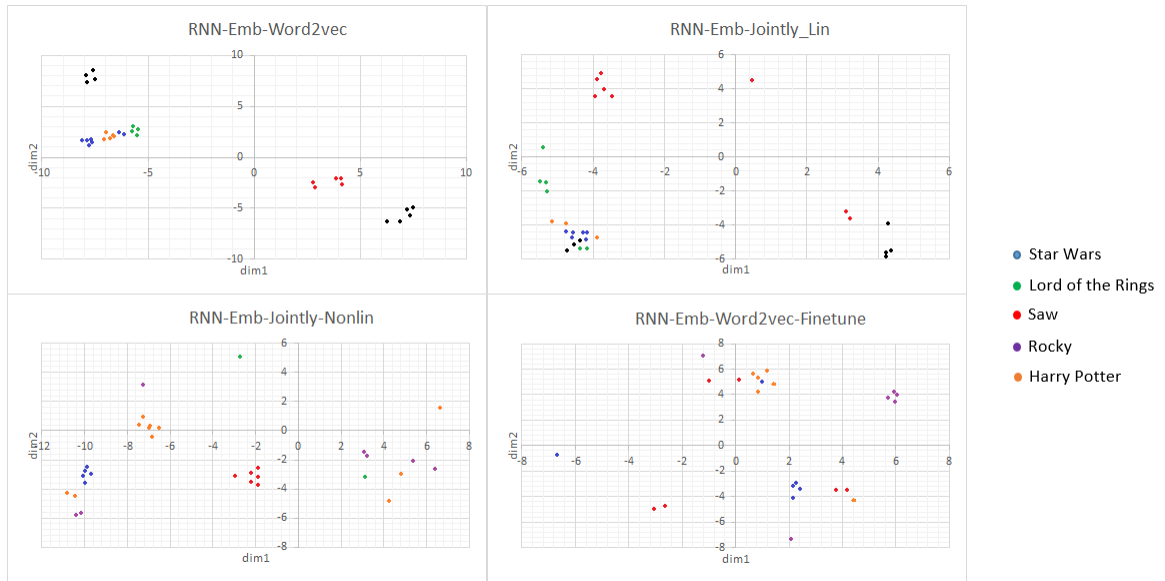 RNN-Emb-Word2vec
10
5
0
-10 -5 0 5 10
-5
-10
dim2
dim1
RNN-Emb-Jointly_Lin
6
4
2
0
-6 -4 -2 0 2 4 6
-2
-4
-6
dim2
dim1
RNN-Emb-Jointly-Nonlin
6
4
2
0
-12 -10 -8 -6 -4 -2 0 2 4 6 8
-2
-4
-6
-8
dim2
dim1
RNN-Emb-Word2vec-Finetune
8
6
4
2
0
-8 -6 -4 -2 0 2 4 6 8
-2
-4
-6
-8
dim2
dim1
Star Wars
Lord of the Rings
Saw
Rocky
Harry Potter